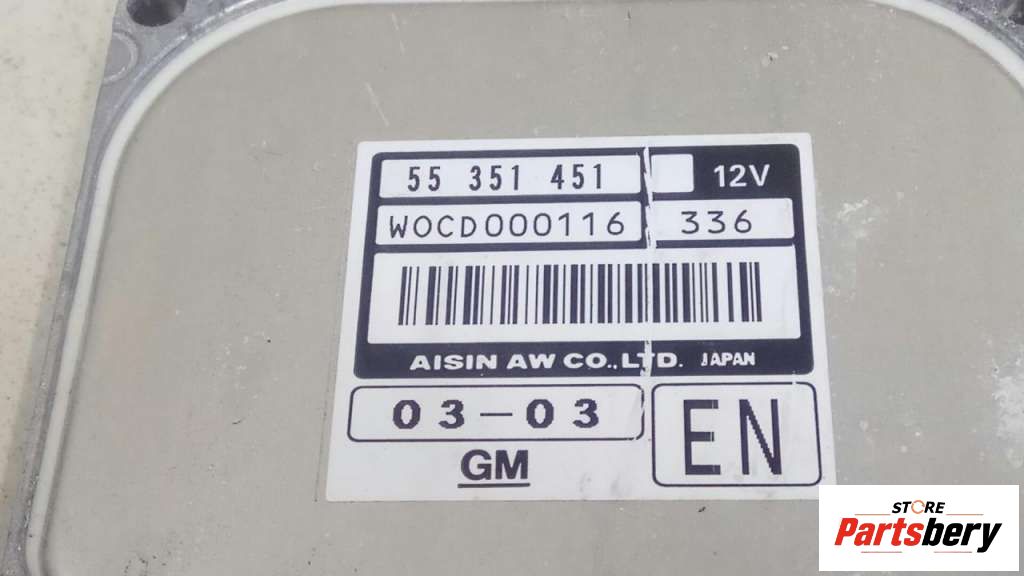 55 351 451 12V
WOCD000116 336
AISIN AW CO.,LTD. JAPAN
03-03
EN
GM
STORE
Partsbery